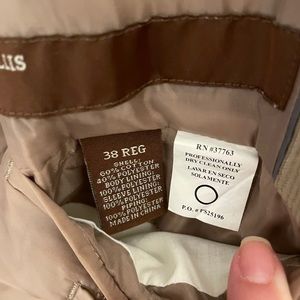 LLIS
38 REG
SHELL:
60% COTTON
40% POLYESTER
BODY LINING:
100% POLYESTER
SLEEVE LINING:
100% POLYESTER
PIPING:
100% POLYESTER
MADE IN CHINA
RN #37763
PROFESSIONALLY
DRY CLEAN ONLY
LAVAR EN SECO
SOLAMENTE
P.O. # FS25196